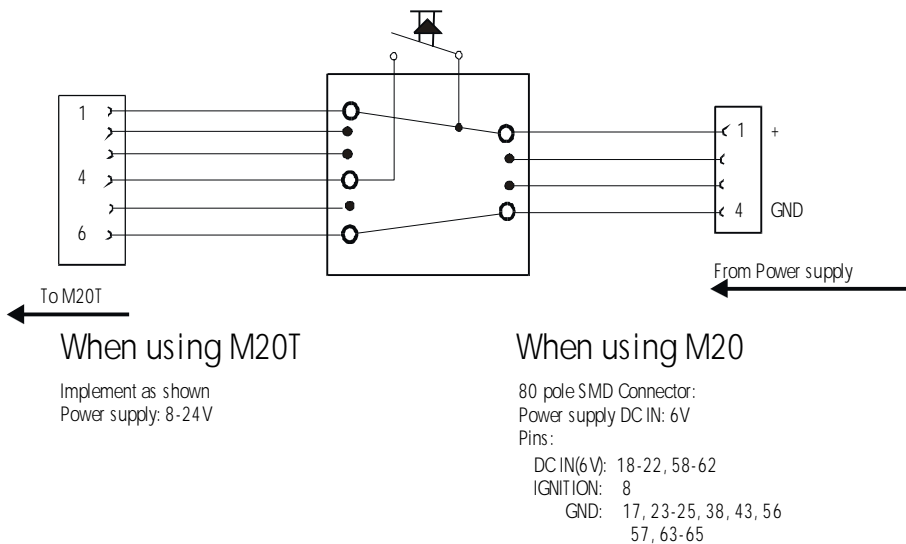 1
4
6
1 +
4 GND
To M20T
From Power supply
When using M20T
Implement as shown
Power supply: 8-24V
When using M20
80 pole SMD Connector:
Power supply DC IN: 6V
Pins:
DC IN(6V): 18-22, 58-62
IGNITION: 8
GND: 17, 23-25, 38, 43, 56
57, 63-65